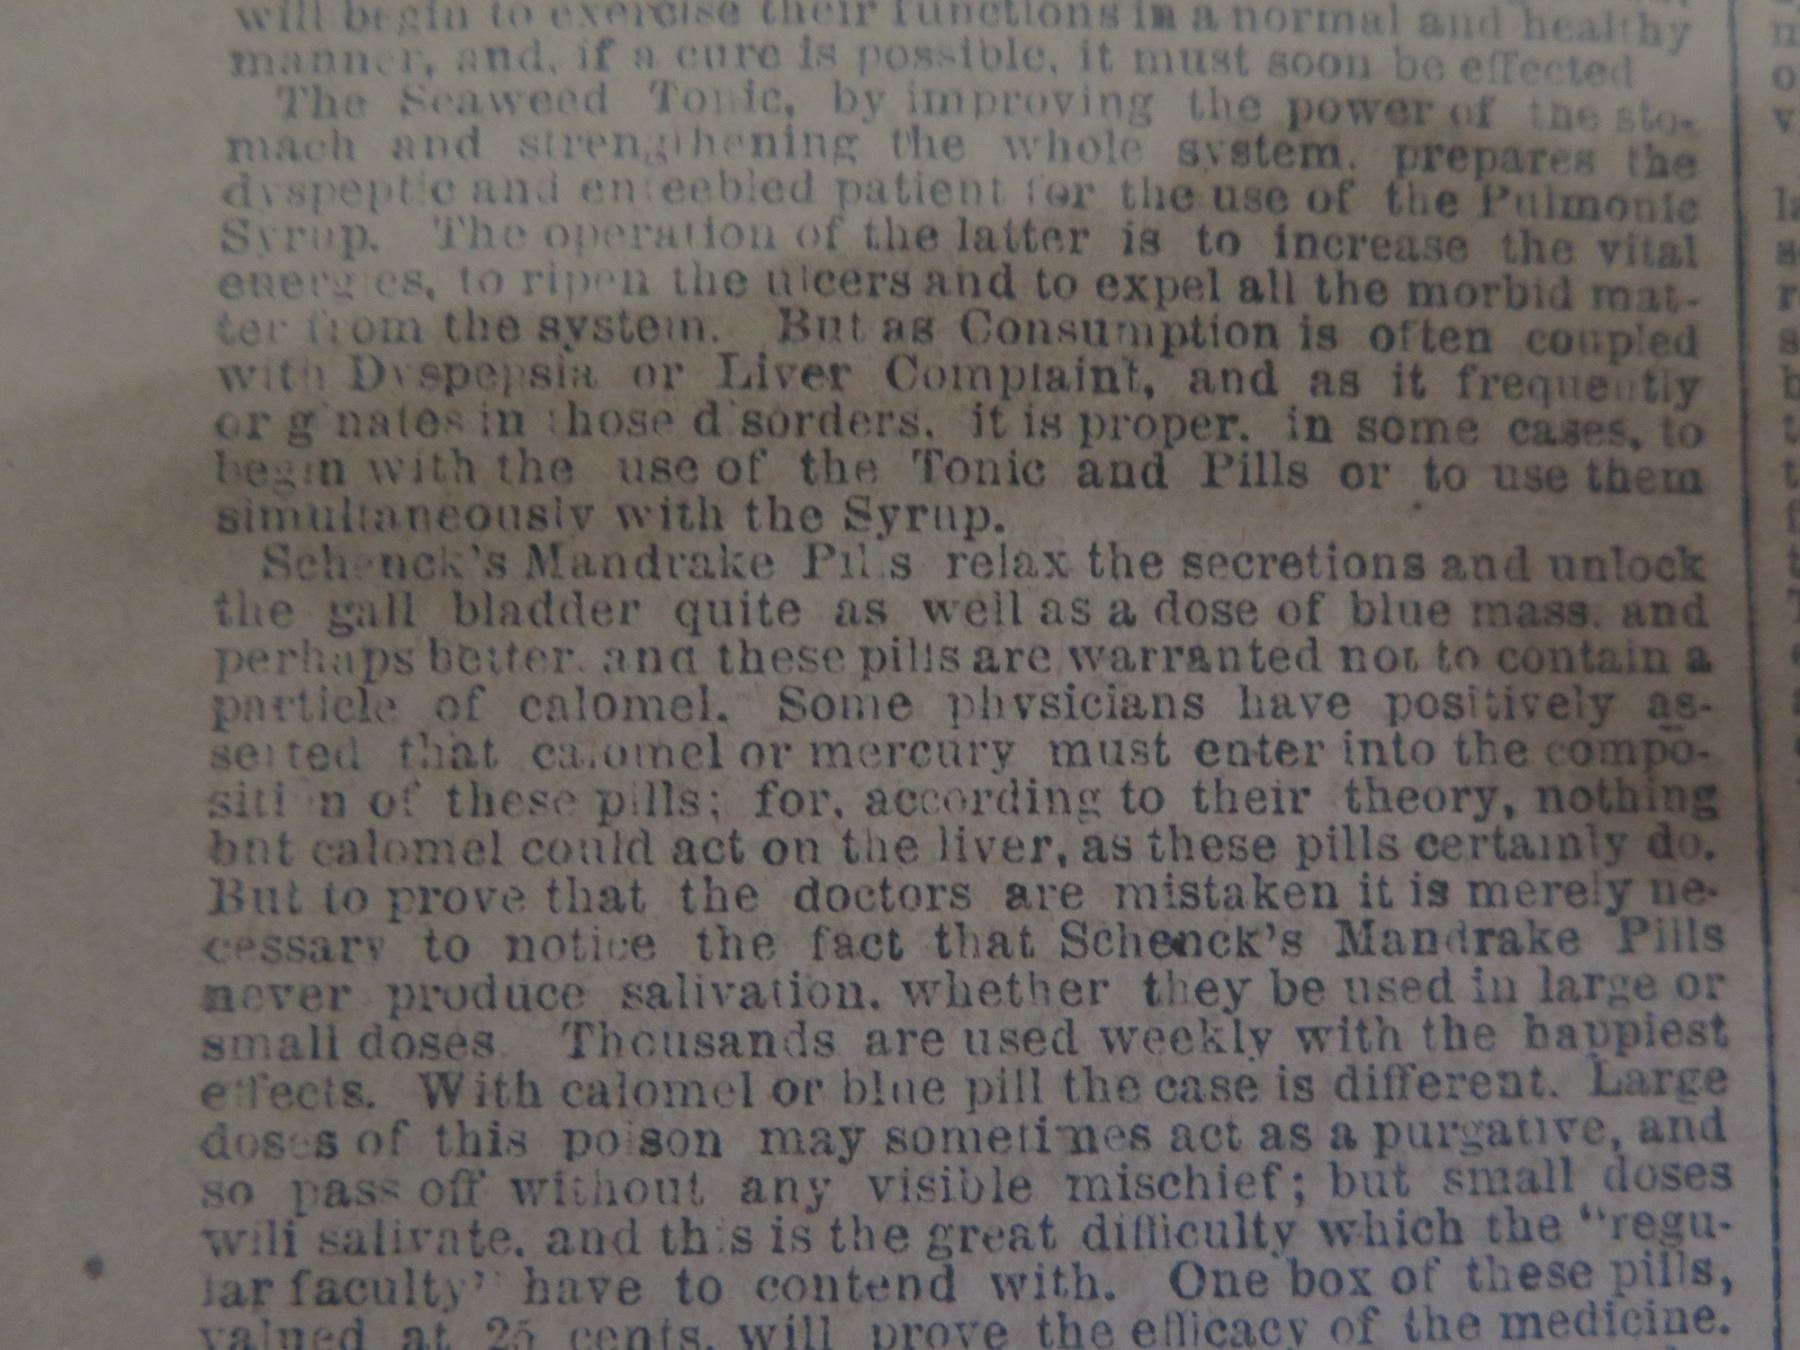 will begin to exercise their functions in a normal and healthy
manner, and, if a cure is possible, it must soon be effected
The Seaweed Tonic, by improving the power of the sto-
mach and strengthening the whole system, prepares the
dyspeptic and enfeebled patient for the use of the Pulmonic
Syrup. The operation of the latter is to increase the vital
energies, to ripen the ulcers and to expel all the morbid mat-
ter from the system. But as Consumption is often coupled
with Dyspepsia or Liver Complaint, and as it frequently
originates in those disorders, it is proper, in some cases, to
begin with the use of the Tonic and Pills or to use them
simultaneously with the Syrup.
Schenck's Mandrake Pills relax the secretions and unlock
the gall bladder quite as well as a dose of blue mass, and
perhaps better, and these pills are warranted not to contain a
particle of calomel. Some physicians have positively as-
serted that calomel or mercury must enter into the compo-
sition of these pills; for, according to their theory, nothing
but calomel could act on the liver, as these pills certainly do.
But to prove that the doctors are mistaken it is merely ne-
cessary to notice the fact that Schenck's Mandrake Pills
never produce salivation, whether they be used in large or
small doses. Thousands are used weekly with the happiest
effects. With calomel or blue pill the case is different. Large
doses of this poison may sometimes act as a purgative, and
so pass off without any visible mischief; but small doses
will salivate, and this is the great difficulty which the "regu-
lar faculty" have to contend with. One box of these pills,
valued at 25 cents, will prove the efficacy of the medicine.